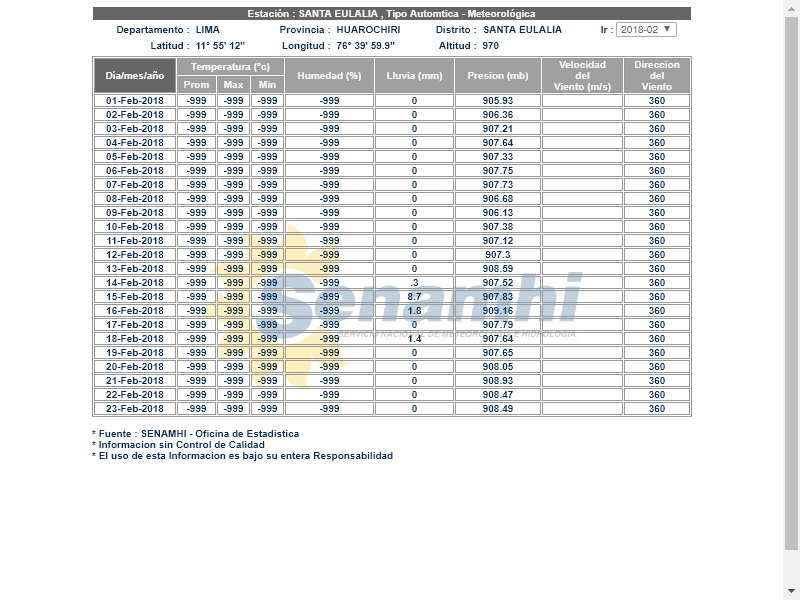 Estación : SANTA EULALIA , Tipo Automtica - Meteorológica
Departamento : LIMA Provincia : HUAROCHIRI Distrito : SANTA EULALIA Ir : 2018-02
Latitud : 11° 55' 12" Longitud : 76° 39' 59.9" Altitud : 970
Dia/mes/año Temperatura (°c) Humedad (%) Lluvia (mm) Presion (mb) Velocidad del Viento (m/s) Direccion del Viento
Prom Max Min
01-Feb-2018 -999 -999 -999 -999 0 905.93 360
02-Feb-2018 -999 -999 -999 -999 0 906.36 360
03-Feb-2018 -999 -999 -999 -999 0 907.21 360
04-Feb-2018 -999 -999 -999 -999 0 907.64 360
05-Feb-2018 -999 -999 -999 -999 0 907.33 360
06-Feb-2018 -999 -999 -999 -999 0 907.75 360
07-Feb-2018 -999 -999 -999 -999 0 907.73 360
08-Feb-2018 -999 -999 -999 -999 0 906.68 360
09-Feb-2018 -999 -999 -999 -999 0 906.13 360
10-Feb-2018 -999 -999 -999 -999 0 907.38 360
11-Feb-2018 -999 -999 -999 -999 0 907.12 360
12-Feb-2018 -999 -999 -999 -999 0 907.3 360
13-Feb-2018 -999 -999 -999 -999 0 908.59 360
14-Feb-2018 -999 -999 -999 -999 .3 907.52 360
15-Feb-2018 -999 -999 -999 -999 8.7 907.83 360
16-Feb-2018 -999 -999 -999 -999 1.8 909.16 360
17-Feb-2018 -999 -999 -999 -999 0 907.79 360
18-Feb-2018 -999 -999 -999 -999 1.4 907.64 360
19-Feb-2018 -999 -999 -999 -999 0 907.65 360
20-Feb-2018 -999 -999 -999 -999 0 908.05 360
21-Feb-2018 -999 -999 -999 -999 0 908.93 360
22-Feb-2018 -999 -999 -999 -999 0 908.47 360
23-Feb-2018 -999 -999 -999 -999 0 908.49 360
Senamhi
SERVICIO NACIONAL DE METEOROLOGIA E HIDROLOGIA
* Fuente : SENAMHI - Oficina de Estadistica
* Informacion sin Control de Calidad
* El uso de esta Informacion es bajo su entera Responsabilidad